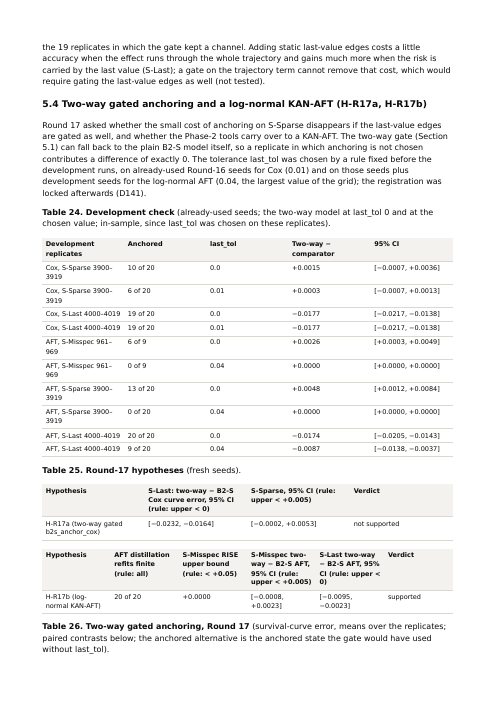 the 19 replicates in which the gate kept a channel. Adding static last-value edges costs a little
accuracy when the effect runs through the whole trajectory and gains much more when the risk is
carried by the last value (S-Last); a gate on the trajectory term cannot remove that cost, which would
require gating the last-value edges as well (not tested).
5.4 Two-way gated anchoring and a log-normal KAN-AFT (H-R17a, H-R17b)
Round 17 asked whether the small cost of anchoring on S-Sparse disappears if the last-value edges
are gated as well, and whether the Phase-2 tools carry over to a KAN-AFT. The two-way gate (Section
5.1) can fall back to the plain B2-S model itself, so a replicate in which anchoring is not chosen
contributes a difference of exactly 0. The tolerance last_tol was chosen by a rule fixed before the
development runs, on already-used Round-16 seeds for Cox (0.01) and on those seeds plus
development seeds for the log-normal AFT (0.04, the largest value of the grid); the registration was
locked afterwards (D141).
Table 24. Development check (already-used seeds; the two-way model at last_tol 0 and at the
chosen value; in-sample, since last_tol was chosen on these replicates).
Development replicates Anchored last_tol Two-way − comparator 95% CI
Cox, S-Sparse 3900–3919 10 of 20 0.0 +0.0015 [−0.0007, +0.0036]
Cox, S-Sparse 3900–3919 6 of 20 0.01 +0.0003 [−0.0007, +0.0013]
Cox, S-Last 4000–4019 19 of 20 0.0 −0.0177 [−0.0217, −0.0138]
Cox, S-Last 4000–4019 19 of 20 0.01 −0.0177 [−0.0217, −0.0138]
AFT, S-Misspec 961–969 6 of 9 0.0 +0.0026 [+0.0003, +0.0049]
AFT, S-Misspec 961–969 0 of 9 0.04 +0.0000 [+0.0000, +0.0000]
AFT, S-Sparse 3900–3919 13 of 20 0.0 +0.0048 [+0.0012, +0.0084]
AFT, S-Sparse 3900–3919 0 of 20 0.04 +0.0000 [+0.0000, +0.0000]
AFT, S-Last 4000–4019 20 of 20 0.0 −0.0174 [−0.0205, −0.0143]
AFT, S-Last 4000–4019 9 of 20 0.04 −0.0087 [−0.0138, −0.0037]
Table 25. Round-17 hypotheses (fresh seeds).
Hypothesis S-Last: two-way − B2-S Cox curve error, 95% CI (rule: upper < 0) S-Sparse, 95% CI (rule: upper < +0.005) Verdict
H-R17a (two-way gated b2s_anchor_cox) [−0.0232, −0.0164] [−0.0002, +0.0053] not supported
Hypothesis AFT distillation refits finite (rule: all) S-Misspec RISE upper bound (rule: < +0.05) S-Misspec two-way − B2-S AFT, 95% CI (rule: upper < +0.005) S-Last two-way − B2-S AFT, 95% CI (rule: upper < 0) Verdict
H-R17b (log-normal KAN-AFT) 20 of 20 +0.0000 [−0.0008, +0.0023] [−0.0095, −0.0023] supported
Table 26. Two-way gated anchoring, Round 17 (survival-curve error, means over the replicates;
paired contrasts below; the anchored alternative is the anchored state the gate would have used
without last_tol).